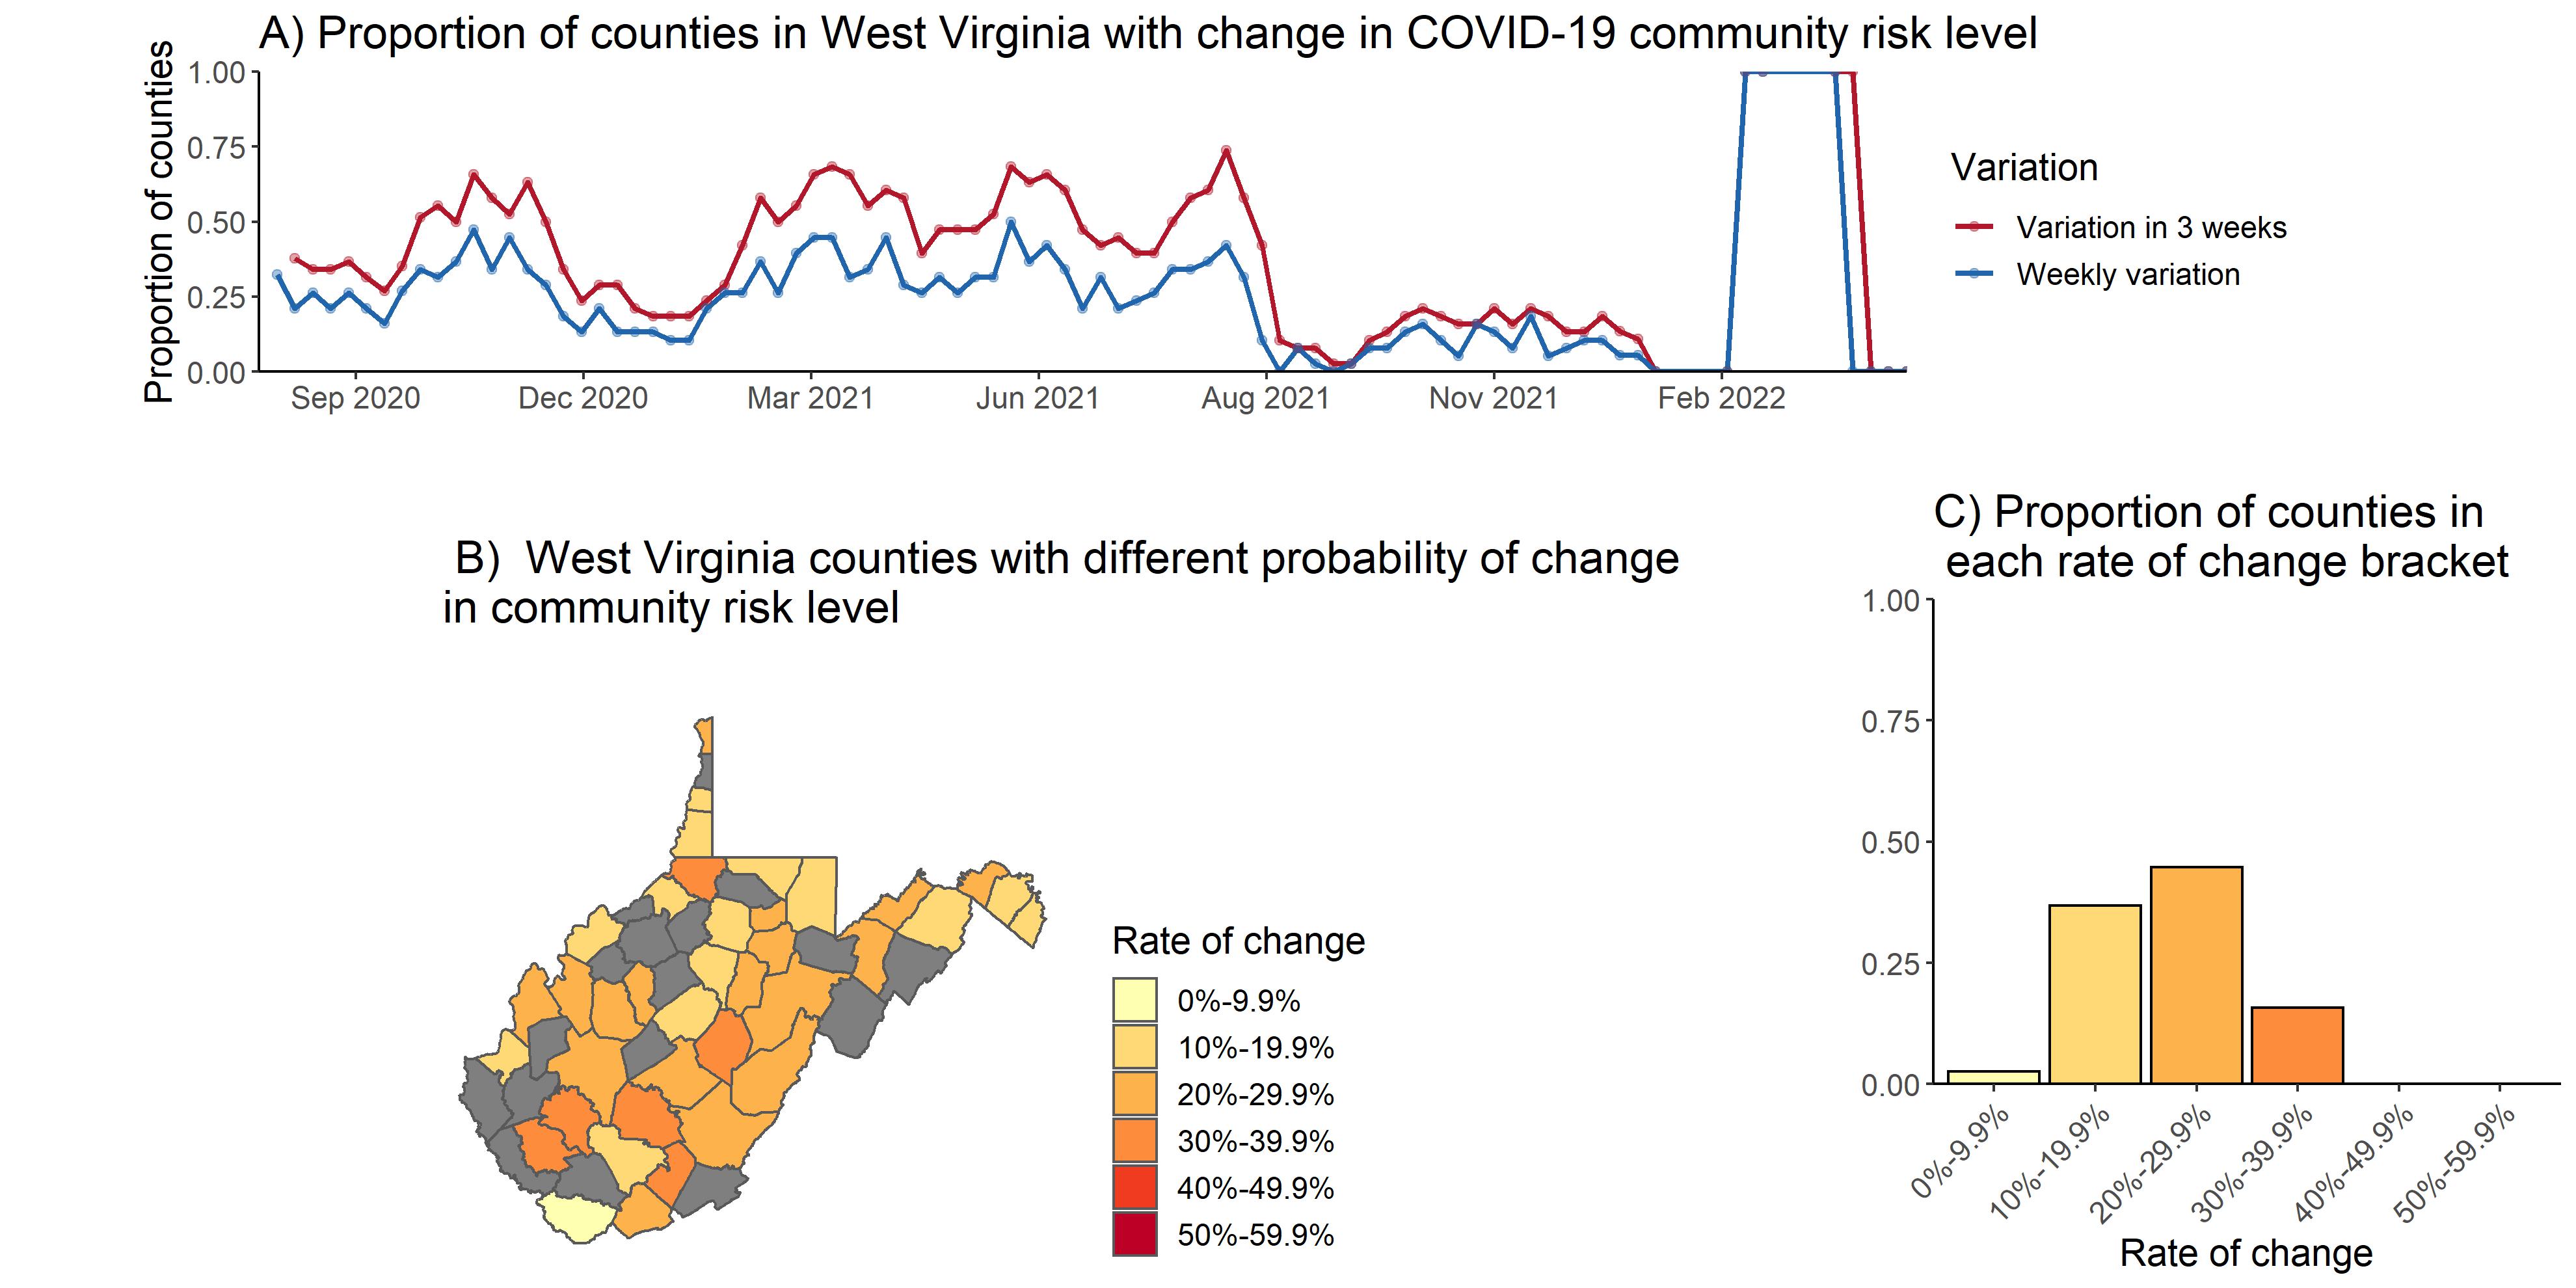 A) Proportion of counties in West Virginia with change in COVID-19 community risk level
Proportion of counties
1.00
0.75
0.50
0.25
0.00
Sep 2020
Dec 2020
Mar 2021
Jun 2021
Aug 2021
Nov 2021
Feb 2022
Variation
Variation in 3 weeks
Weekly variation
B)  West Virginia counties with different probability of change
in community risk level
Rate of change
0%-9.9%
10%-19.9%
20%-29.9%
30%-39.9%
40%-49.9%
50%-59.9%
C) Proportion of counties in
each rate of change bracket
1.00
0.75
0.50
0.25
0.00
0%-9.9%
10%-19.9%
20%-29.9%
30%-39.9%
40%-49.9%
50%-59.9%
Rate of change